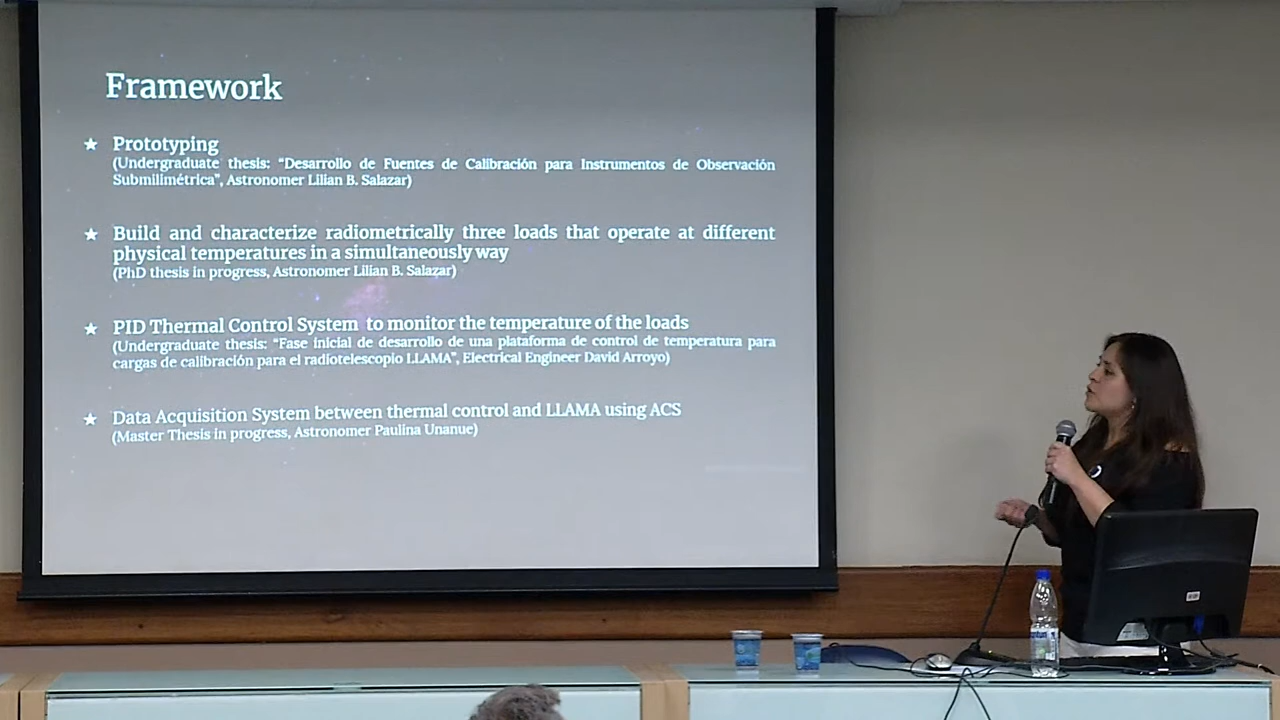 Framework
★ Prototyping
(Undergraduate thesis: “Desarrollo de Fuentes de Calibración para Instrumentos de Observación
Submilimétrica”, Astronomer Lilian B. Salazar)
★ Build and characterize radiometrically three loads that operate at different
physical temperatures in a simultaneously way
(PhD thesis in progress, Astronomer Lilian B. Salazar)
★ PID Thermal Control System to monitor the temperature of the loads
(Undergraduate thesis: “Fase inicial de desarrollo de una plataforma de control de temperatura para
cargas de calibración para el radiotelescopio LLAMA”, Electrical Engineer David Arroyo)
★ Data Acquisition System between thermal control and LLAMA using ACS
(Master Thesis in progress, Astronomer Paulina Unanue)